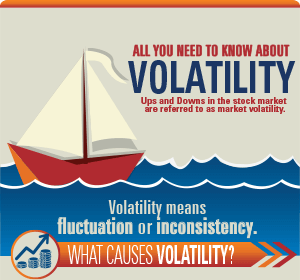 ALL YOU NEED TO KNOW ABOUT
VOLATILITY
Ups and Downs in the stock market
are referred to as market volatility.
Volatility means
fluctuation or inconsistency.
WHAT CAUSES VOLATILITY?